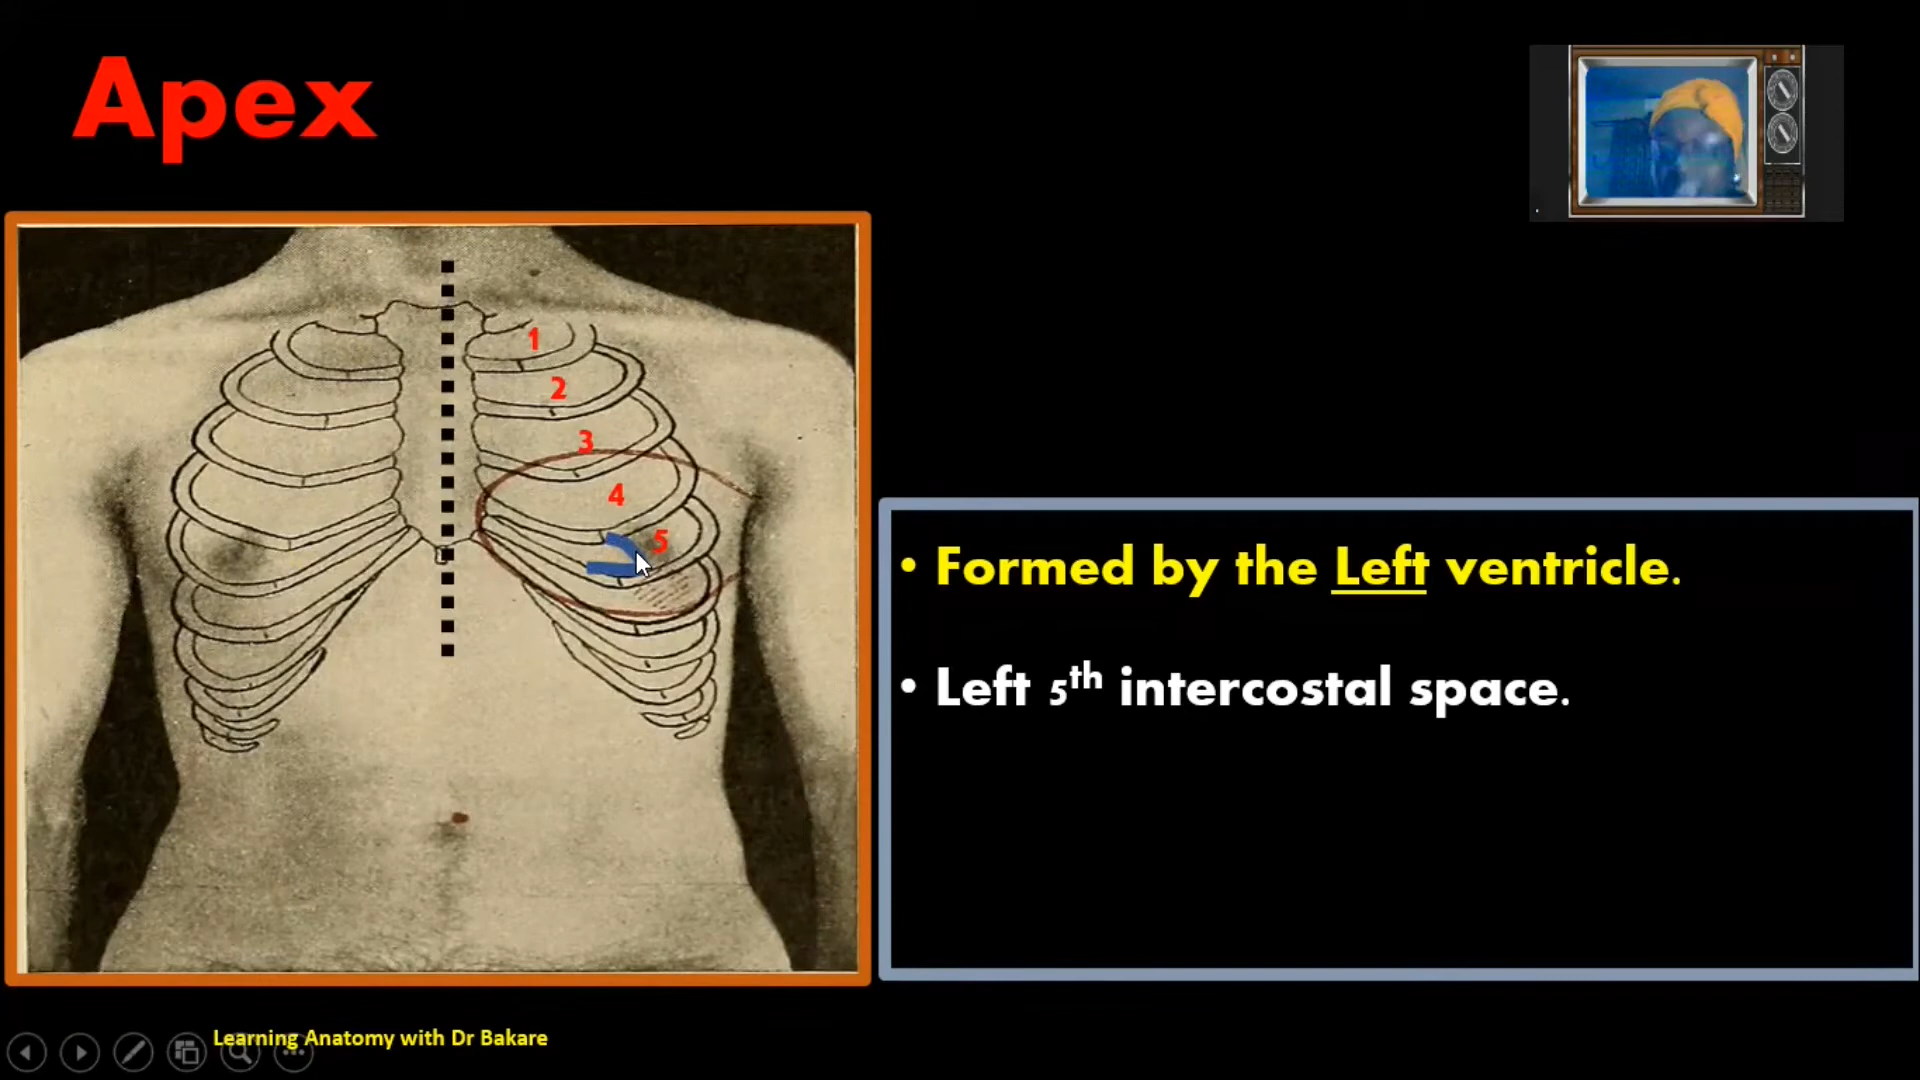 Apex
1
2
3
4
5
• Formed by the Left ventricle.
• Left 5th intercostal space.
Learning Anatomy with Dr Bakare